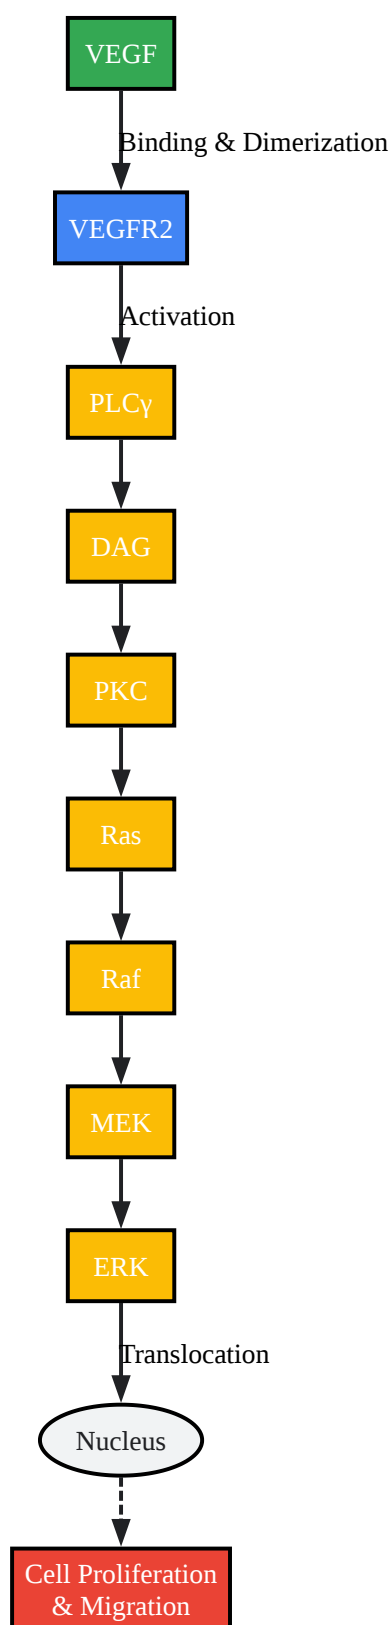 VEGF
Binding & Dimerization
VEGFR2
Activation
PLCγ
DAG
PKC
Ras
Raf
MEK
ERK
Translocation
Nucleus
Cell Proliferation
& Migration